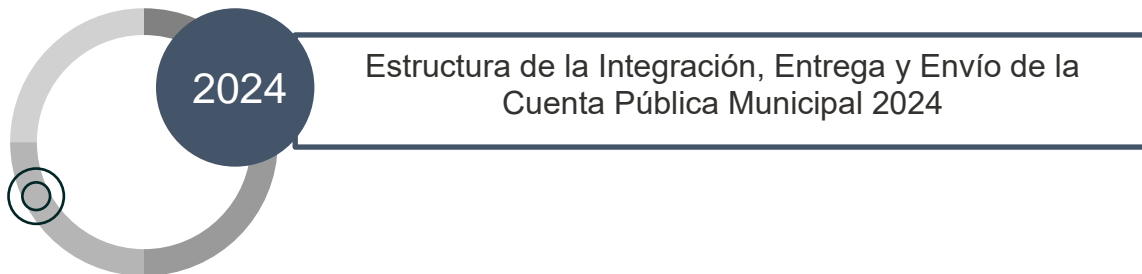 2024
Estructura de la Integración, Entrega y Envío de la
Cuenta Pública Municipal 2024